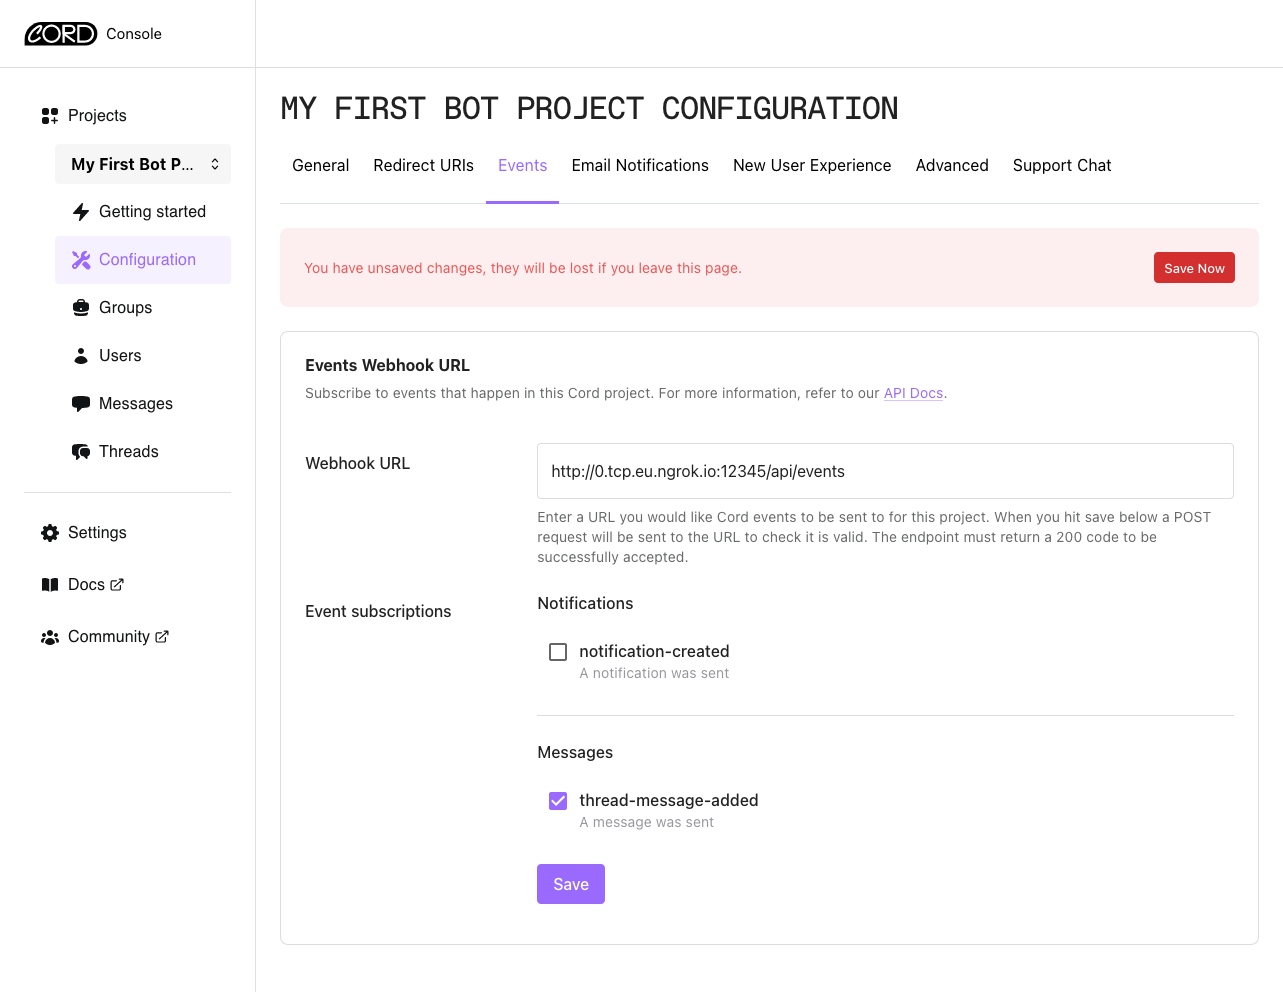 CORD Console
Projects
My First Bot P...
Getting started
Configuration
Groups
Users
Messages
Threads
Settings
Docs
Community
MY FIRST BOT PROJECT CONFIGURATION
General Redirect URIs Events Email Notifications New User Experience Advanced Support Chat
You have unsaved changes, they will be lost if you leave this page.
Save Now
Events Webhook URL
Subscribe to events that happen in this Cord project. For more information, refer to our API Docs.
Webhook URL
http://0.tcp.eu.ngrok.io:12345/api/events
Enter a URL you would like Cord events to be sent to for this project. When you hit save below a POST
request will be sent to the URL to check it is valid. The endpoint must return a 200 code to be
successfully accepted.
Event subscriptions
Notifications
notification-created
A notification was sent
Messages
thread-message-added
A message was sent
Save